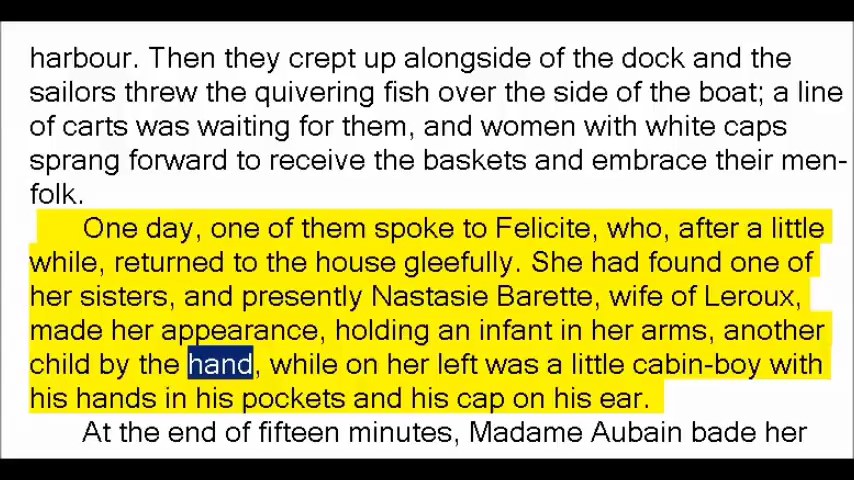 harbour. Then they crept up alongside of the dock and the
sailors threw the quivering fish over the side of the boat; a line
of carts was waiting for them, and women with white caps
sprang forward to receive the baskets and embrace their men-
folk.
One day, one of them spoke to Felicite, who, after a little
while, returned to the house gleefully. She had found one of
her sisters, and presently Nastasie Barette, wife of Leroux,
made her appearance, holding an infant in her arms, another
child by the hand, while on her left was a little cabin-boy with
his hands in his pockets and his cap on his ear.
At the end of fifteen minutes, Madame Aubain bade her